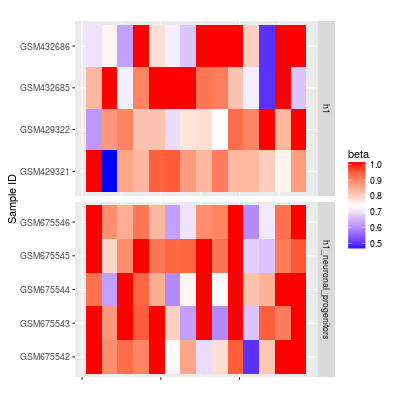 GSM432686
GSM432685
GSM429322
GSM429321
h1
GSM675546
GSM675545
GSM675544
GSM675543
GSM675542
h1_neuronal_progenitors
Sample ID
beta
1.0
0.9
0.8
0.7
0.6
0.5